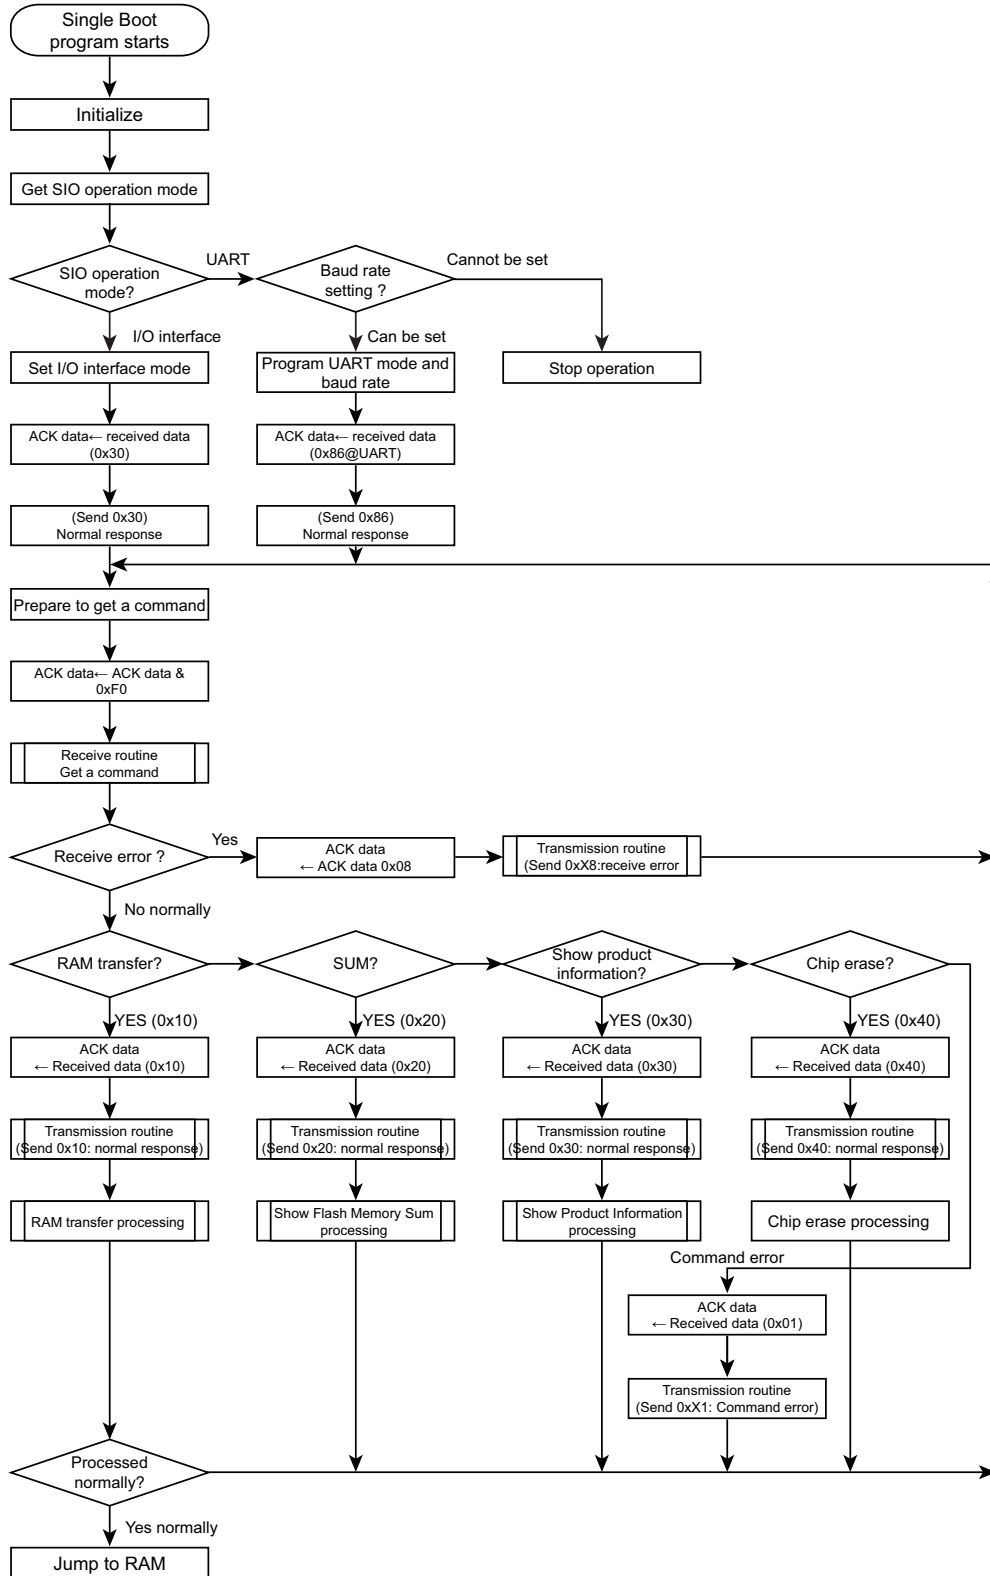 Single Boot
program starts
Initialize
Get SIO operation mode
SIO operation
mode?
UART
Baud rate
setting ?
Cannot be set
I/O interface
Can be set
Set I/O interface mode
Program UART mode and
baud rate
Stop operation
ACK data← received data
(0x30)
ACK data← received data
(0x86@UART)
(Send 0x30)
Normal response
(Send 0x86)
Normal response
Prepare to get a command
ACK data← ACK data &
0xF0
Receive routine
Get a command
Receive error ?
Yes
ACK data
← ACK data 0x08
Transmission routine
(Send 0xX8:receive error
No normally
RAM transfer?
SUM?
Show product
information?
Chip erase?
YES (0x10)
YES (0x20)
YES (0x30)
YES (0x40)
ACK data
← Received data (0x10)
ACK data
← Received data (0x20)
ACK data
← Received data (0x30)
ACK data
← Received data (0x40)
Transmission routine
(Send 0x10: normal response)
Transmission routine
(Send 0x20: normal response)
Transmission routine
(Send 0x30: normal response)
Transmission routine
(Send 0x40: normal response)
RAM transfer processing
Show Flash Memory Sum
processing
Show Product Information
processing
Chip erase processing
Command error
ACK data
← Received data (0x01)
Transmission routine
(Send 0xX1: Command error)
Processed
normally?
Yes normally
Jump to RAM